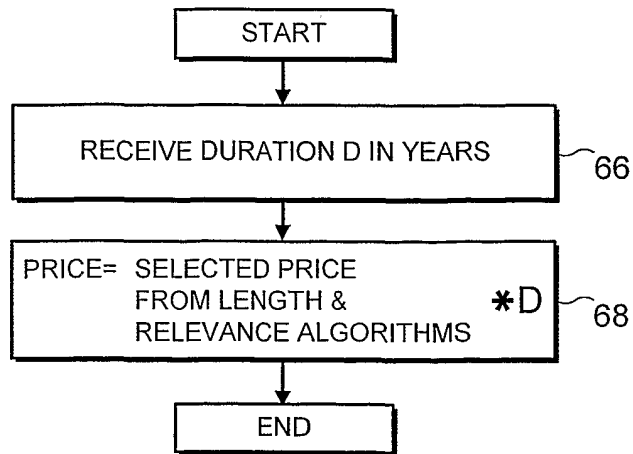 START
RECEIVE DURATION D IN YEARS
66
PRICE= SELECTED PRICE
FROM LENGTH & *D
RELEVANCE ALGORITHMS
68
END